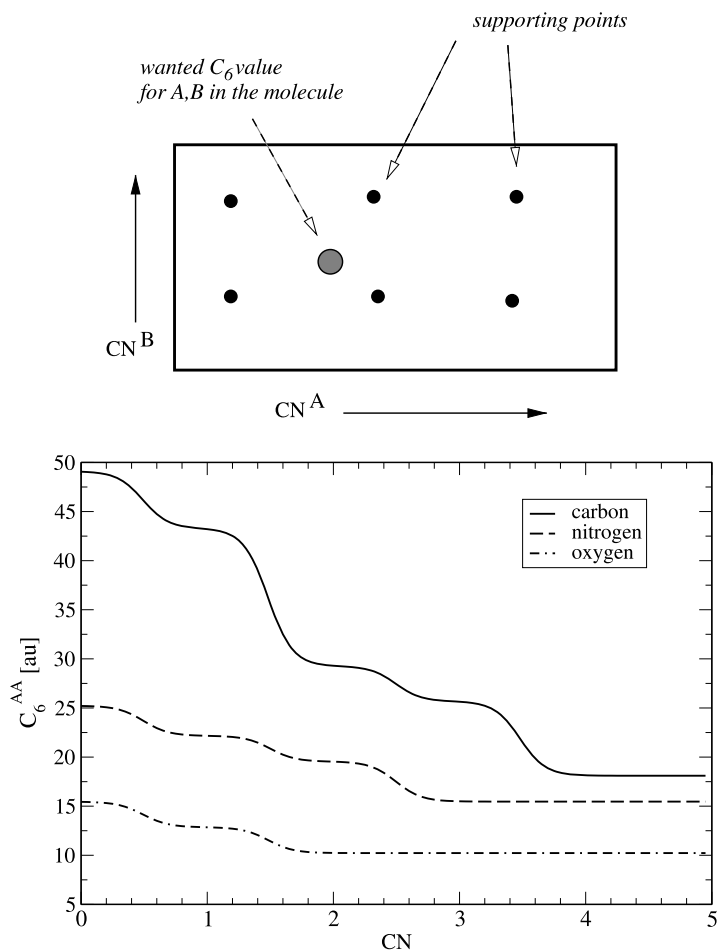 supporting points
wanted C6 value
for A,B in the molecule
CN B
CN A
50
45
40
35
30
25
20
15
10
5
C6 AA [au]
carbon
nitrogen
oxygen
0 1 2 3 4 5
CN